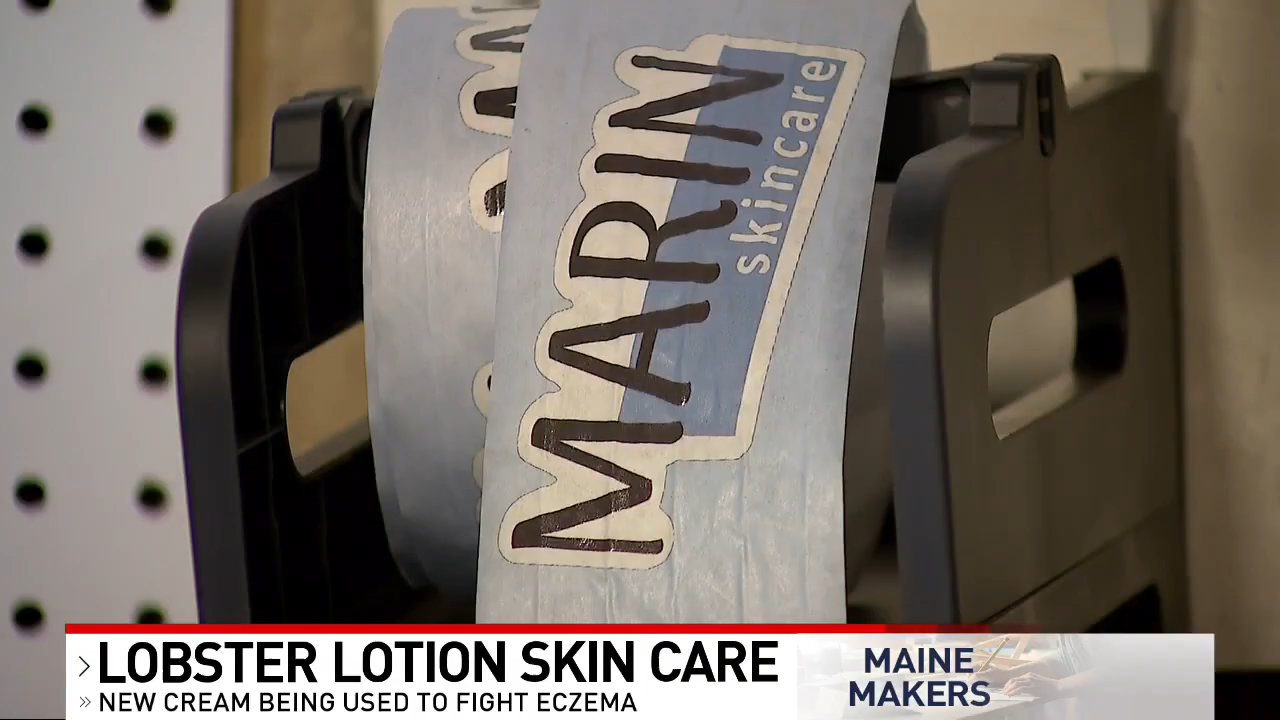 MARIN
skincare
LOBSTER LOTION SKIN CARE
NEW CREAM BEING USED TO FIGHT ECZEMA
MAINE
MAKERS